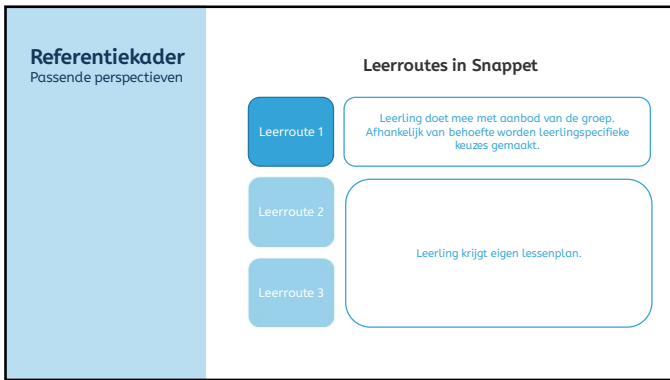 Referentiekader
Passende perspectieven
Leerroutes in Snappet
Leerroute 1
Leerling doet mee met aanbod van de groep.
Afhankelijk van behoefte worden leerlingspecifieke
keuzes gemaakt.
Leerroute 2
Leerling krijgt eigen lessenplan.
Leerroute 3